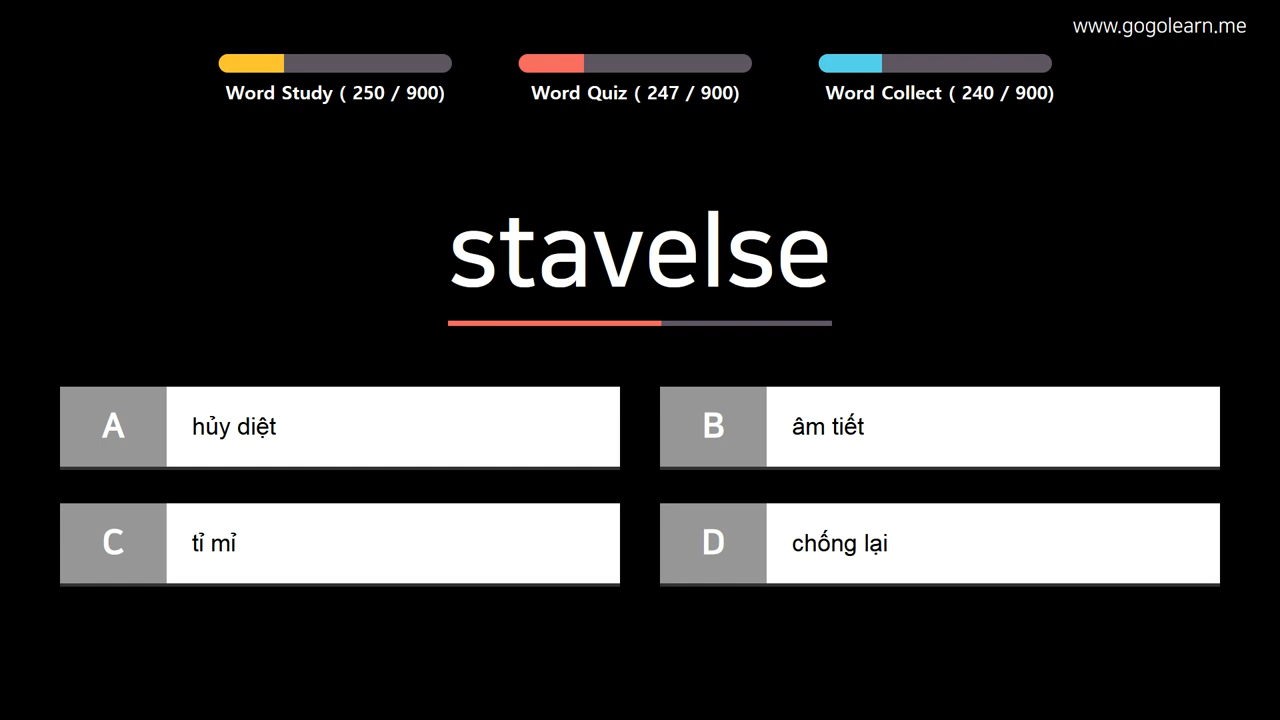 www.gogolearn.me
Word Study ( 250 / 900)
Word Quiz ( 247 / 900)
Word Collect ( 240 / 900)
stavelse
A
hủy diệt
B
âm tiết
C
tỉ mỉ
D
chống lại